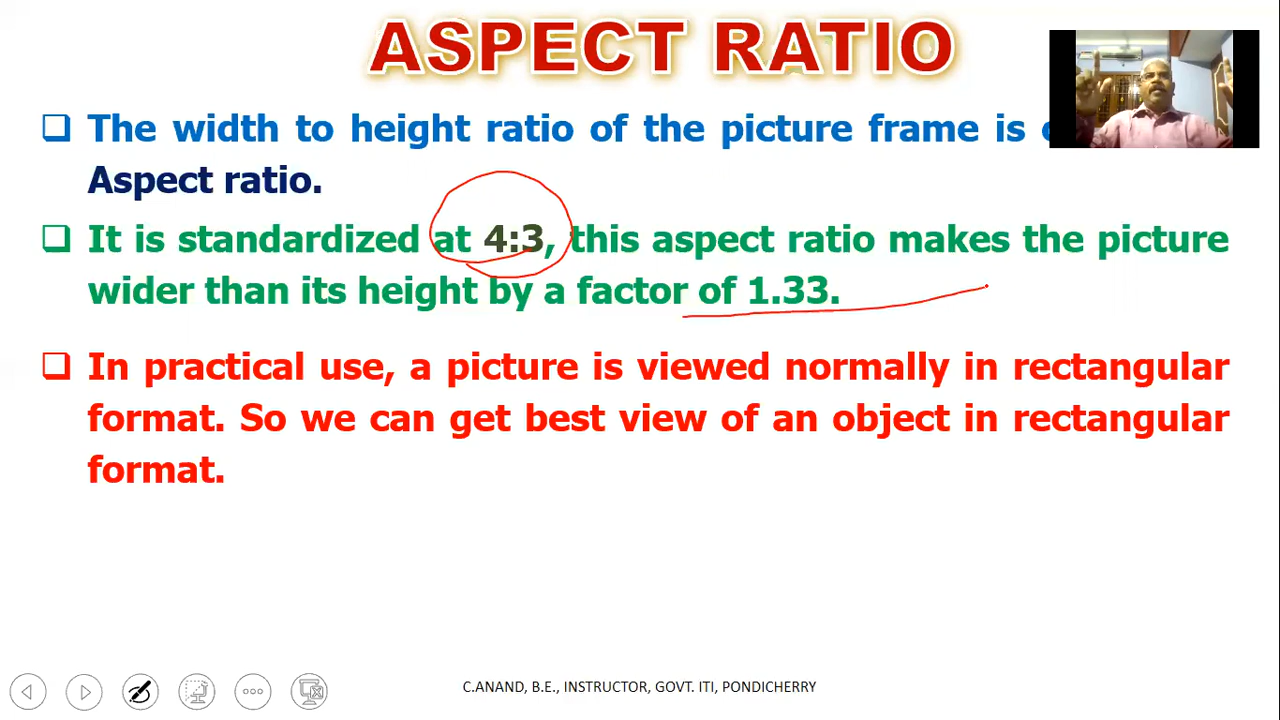 ASPECT RATIO
The width to height ratio of the picture frame is
Aspect ratio.
It is standardized at 4:3, this aspect ratio makes the picture
wider than its height by a factor of 1.33.
In practical use, a picture is viewed normally in rectangular
format. So we can get best view of an object in rectangular
format.
C.ANAND, B.E., INSTRUCTOR, GOVT. ITI, PONDICHERRY